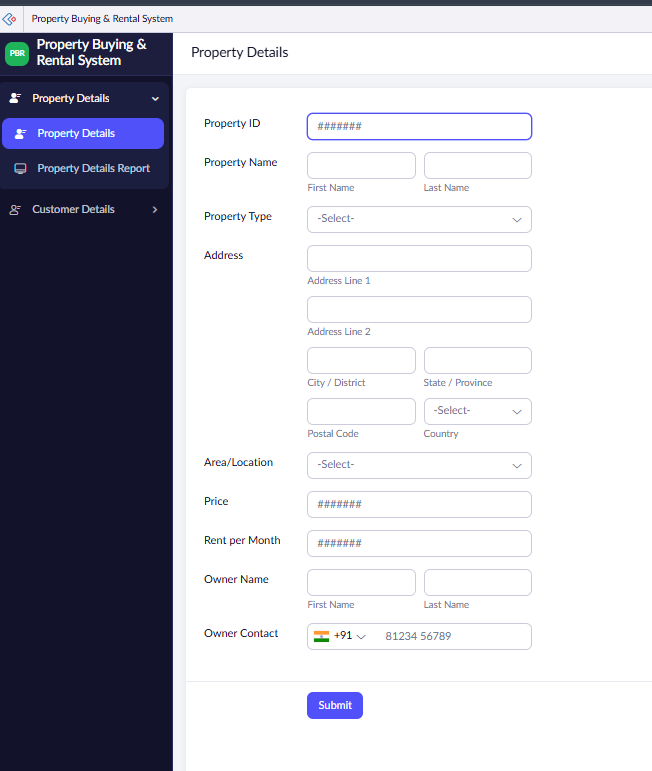 Property Buying & Rental System
PBR
Property Buying &
Rental System
Property Details
Property Details
Property Details Report
Customer Details
Property Details
Property ID
#######
Property Name
First Name
Last Name
Property Type
-Select-
Address
Address Line 1
Address Line 2
City / District
State / Province
-Select-
Postal Code
Country
Area/Location
-Select-
Price
#######
Rent per Month
#######
Owner Name
First Name
Last Name
Owner Contact
+91
81234 56789
Submit